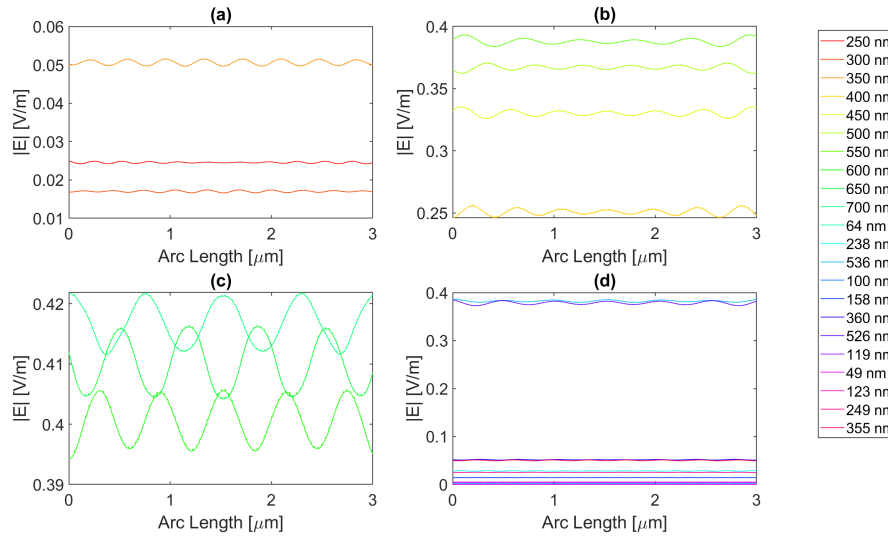 (a)
0.06
0.05
0.04
0.03
0.02
0.01
|E| [V/m]
0 1 2 3
Arc Length [μm]
(b)
0.4
0.35
0.3
0.25
|E| [V/m]
0 1 2 3
Arc Length [μm]
(c)
0.42
0.41
0.4
0.39
|E| [V/m]
0 1 2 3
Arc Length [μm]
(d)
0.4
0.3
0.2
0.1
0
|E| [V/m]
0 1 2 3
Arc Length [μm]
250 nm
300 nm
350 nm
400 nm
450 nm
500 nm
550 nm
600 nm
650 nm
700 nm
64 nm
238 nm
536 nm
100 nm
158 nm
360 nm
526 nm
119 nm
49 nm
123 nm
249 nm
355 nm